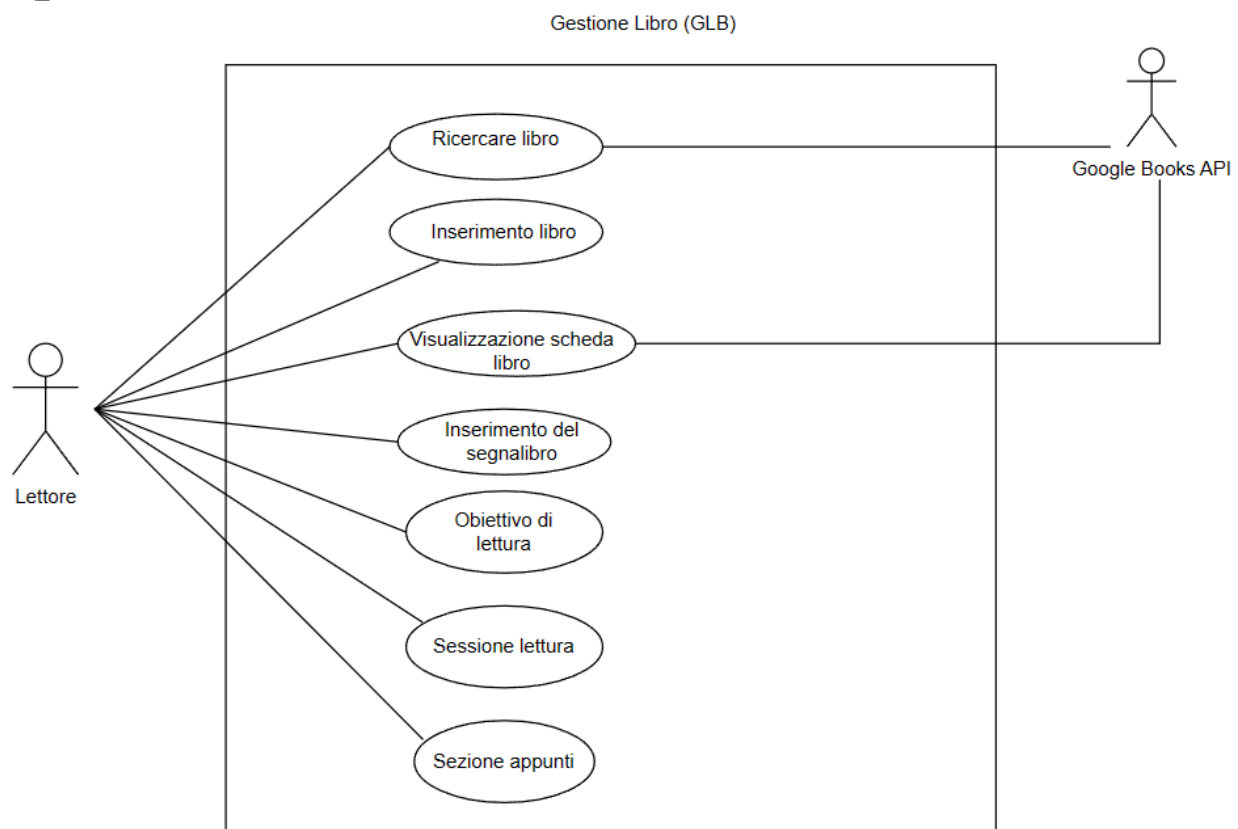 Gestione Libro (GLB)
Ricercare libro
Google Books API
Inserimento libro
Visualizzazione scheda
libro
Inserimento del
segnalibro
Lettore
Obiettivo di
lettura
Sessione lettura
Sezione appunti